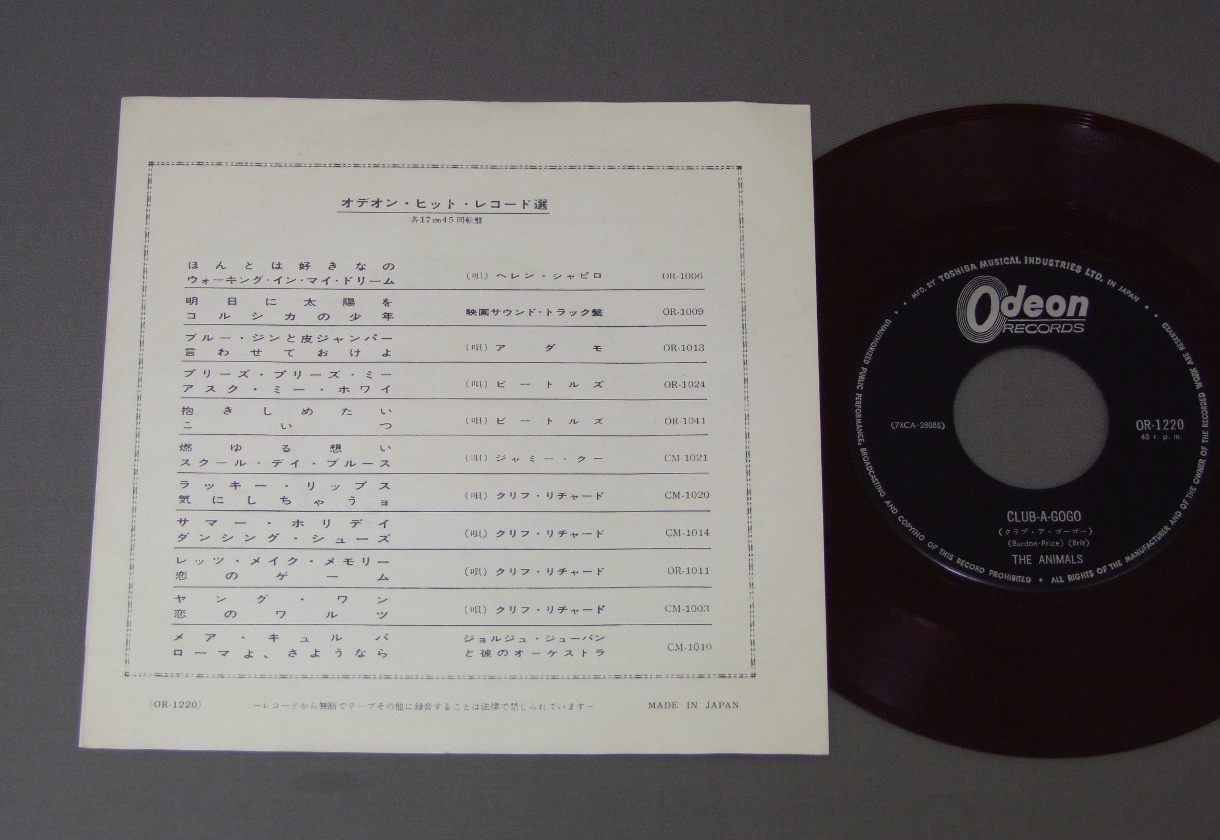 オデオン・ヒット・レコード選
各17㎝45回転盤
ほんとは好きなの
ウォーキング・イン・マイ・ドリーム
(唄) ヘレン・シャピロ
OR-1006
明日に太陽を
コルシカの少年
映画サウンド・トラック盤
OR-1009
ブルー・ジンと皮ジャンパー
言わせておけよ
(唄) アダモ
OR-1013
プリーズ・プリーズ・ミー
アスク・ミー・ホワイ
(唄) ビートルズ
OR-1024
抱きしめたい
こいつ
(唄) ビートルズ
OR-1041
燃ゆる想い
スクール・デイ・ブルース
(唄) ジャミー・クー
CM-1021
ラッキー・リップス
気にしちゃうョ
(唄) クリフ・リチャード
CM-1020
サマー・ホリデイ
ダンシング・シューズ
(唄) クリフ・リチャード
CM-1014
レッツ・メイク・メモリー
恋のゲーム
(唄) クリフ・リチャード
OR-1011
ヤング・ワン
恋のワルツ
(唄) クリフ・リチャード
CM-1003
メア・キュルパ
ローマよ、さようなら
ジョルジュ・ジューバン
と彼のオーケストラ
CM-1010
(OR-1220)
−レコードから無断でテープその他に録音することは法律で禁じられています−
MADE IN JAPAN
• • MFD. BY TOSHIBA MUSICAL INDUSTRIES LTD. IN JAPAN • •
Odeon
RECORDS
(7XCA-28086)
OR-1220
45 r. p. m.
CLUB-A-GOGO
(クラブ・ア・ゴーゴー)
(Burdon-Price) (Brit)
THE ANIMALS
UNAUTHORIZED PUBLIC PERFORMANCE, BROADCASTING AND COPYING OF THIS RECORD PROHIBITED • ALL RIGHTS OF THE MANUFACTURER AND OF THE OWNER OF THE RECORDED WORK ARE RESERVED